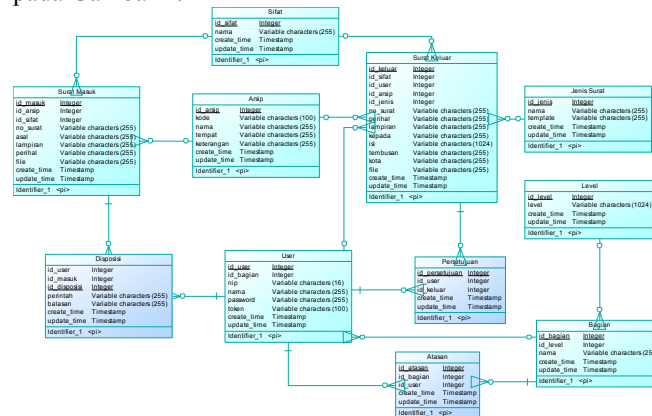 Sifat
id_sifat Integer
nama Variable characters (255)
create_time Timestamp
update_time Timestamp
Identifier_1 <pi>
Surat Masuk
id_masuk Integer
id_arsip Integer
id_sifat Integer
no_surat Variable characters (255)
asal Variable characters (255)
lampiran Variable characters (255)
perihal Variable characters (255)
file Variable characters (255)
create_time Timestamp
update_time Timestamp
Identifier_1 <pi>
Arsip
id_arsip Integer
kode Variable characters (100)
nama Variable characters (255)
tempat Variable characters (255)
keterangan Variable characters (255)
create_time Timestamp
update_time Timestamp
Identifier_1 <pi>
Surat Keluar
id_keluar Integer
id_sifat Integer
id_user Integer
id_arsip Integer
id_jenis Integer
no_surat Variable characters (255)
perihal Variable characters (255)
lampiran Variable characters (255)
kepada Variable characters (255)
isi Variable characters (1024)
tembusan Variable characters (255)
kota Variable characters (255)
file Variable characters (255)
create_time Timestamp
update_time Timestamp
Identifier_1 <pi>
Jenis Surat
id_jenis Integer
nama Variable characters (255)
template Variable characters (255)
create_time Timestamp
update_time Timestamp
Identifier_1 <pi>
Level
id_level Integer
level Variable characters (1024)
create_time Timestamp
update_time Timestamp
Identifier_1 <pi>
Disposisi
id_user Integer
id_masuk Integer
id_disposisi Integer
perintah Variable characters (255)
balasan Variable characters (255)
create_time Timestamp
update_time Timestamp
Identifier_1 <pi>
User
id_user Integer
id_bagian Integer
nip Variable characters (16)
nama Variable characters (255)
password Variable characters (255)
token Variable characters (100)
create_time Timestamp
update_time Timestamp
Identifier_1 <pi>
Persetujuan
id_persetujuan Integer
id_user Integer
id_keluar Integer
create_time Timestamp
update_time Timestamp
Identifier_1 <pi>
Bagian
id_bagian Integer
id_level Integer
nama Variable characters (25
create_time Timestamp
update_time Timestamp
Identifier_1 <pi>
Atasan
id_atasan Integer
id_bagian Integer
id_user Integer
create_time Timestamp
update_time Timestamp
Identifier_1 <pi>